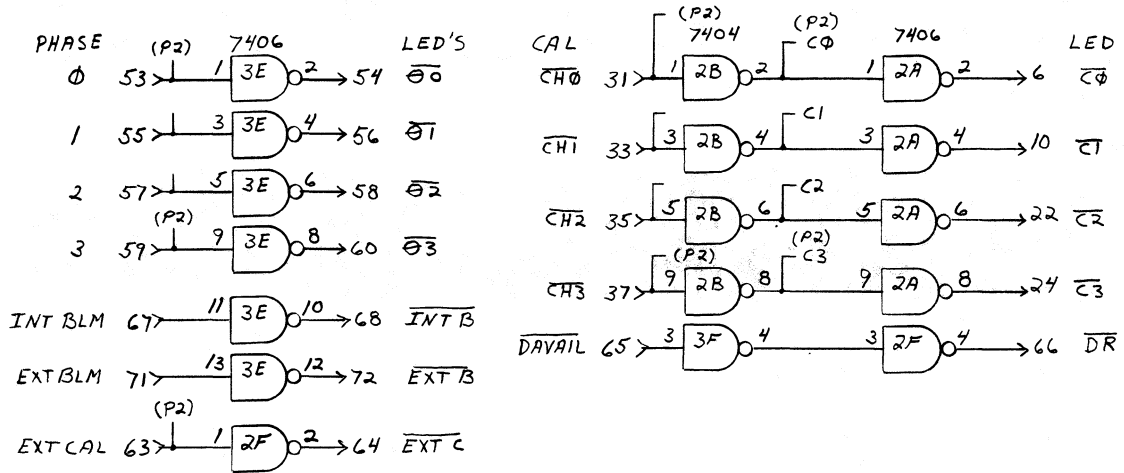 PHASE (P2) 7406 LED'S
0 53 1 3E 2 54 Θ0
1 55 3 3E 4 56 Θ1
2 57 5 3E 6 58 Θ2
(P2)
3 59 9 3E 8 60 Θ3
INT BLM 67 11 3E 10 68 INT B
EXT BLM 71 13 3E 12 72 EXT B
(P2)
EXT CAL 63 1 2F 2 64 EXT C
(P2) (P2)
CAL 7404 CØ 7406 LED
CHØ 31 1 2B 2 1 2A 2 6 CØ
C1
CH1 33 3 2B 4 3 2A 4 10 C1
C2
CH2 35 5 2B 6 5 2A 6 22 C2
(P2) (P2) C3
CH3 37 9 2B 8 9 2A 8 24 C3
DAVAIL 65 3 3F 4 3 2F 4 66 DR